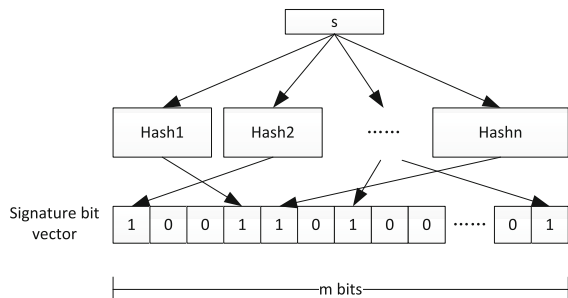 s
Hash1 Hash2 ...... Hashn
Signature bit
vector
1 0 0 1 1 0 1 0 0 ...... 0 1
m bits